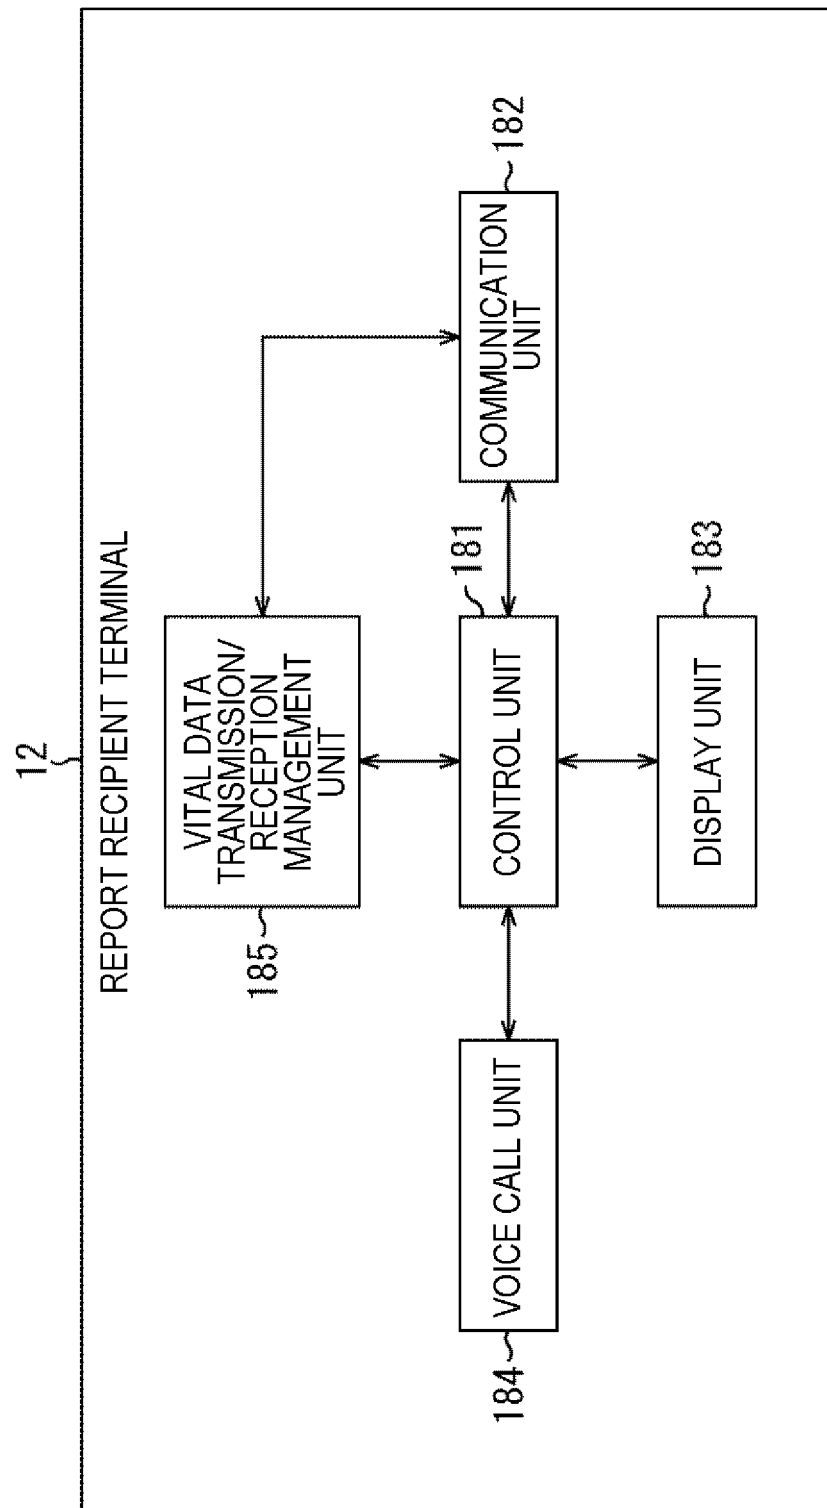 12
REPORT RECIPIENT TERMINAL
185
VITAL DATA
TRANSMISSION/
RECEPTION
MANAGEMENT
UNIT
184
VOICE CALL UNIT
181
CONTROL UNIT
182
COMMUNICATION
UNIT
183
DISPLAY UNIT